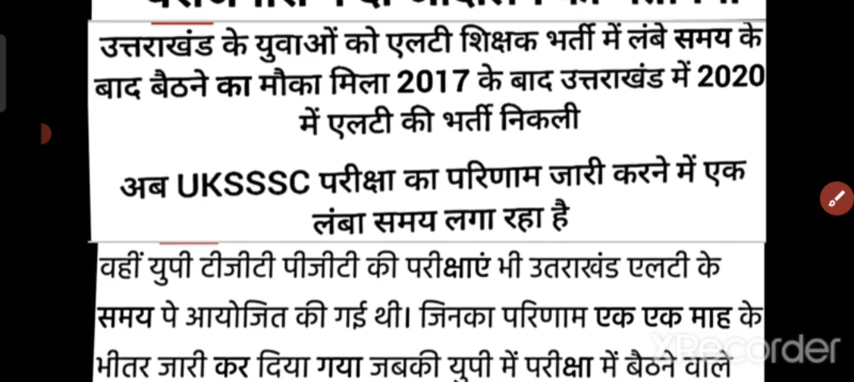 उत्तराखंड के युवाओं को एलटी शिक्षक भर्ती में लंबे समय के
बाद बैठने का मौका मिला 2017 के बाद उत्तराखंड में 2020
में एलटी की भर्ती निकली
अब UKSSSC परीक्षा का परिणाम जारी करने में एक
लंबा समय लगा रहा है
वहीं युपी टीजीटी पीजीटी की परीक्षाएं भी उतराखंड एलटी के
समय पे आयोजित की गई थी। जिनका परिणाम एक एक माह के
भीतर जारी कर दिया गया जबकी युपी में परीक्षा में बैठने वाले
XRecorder